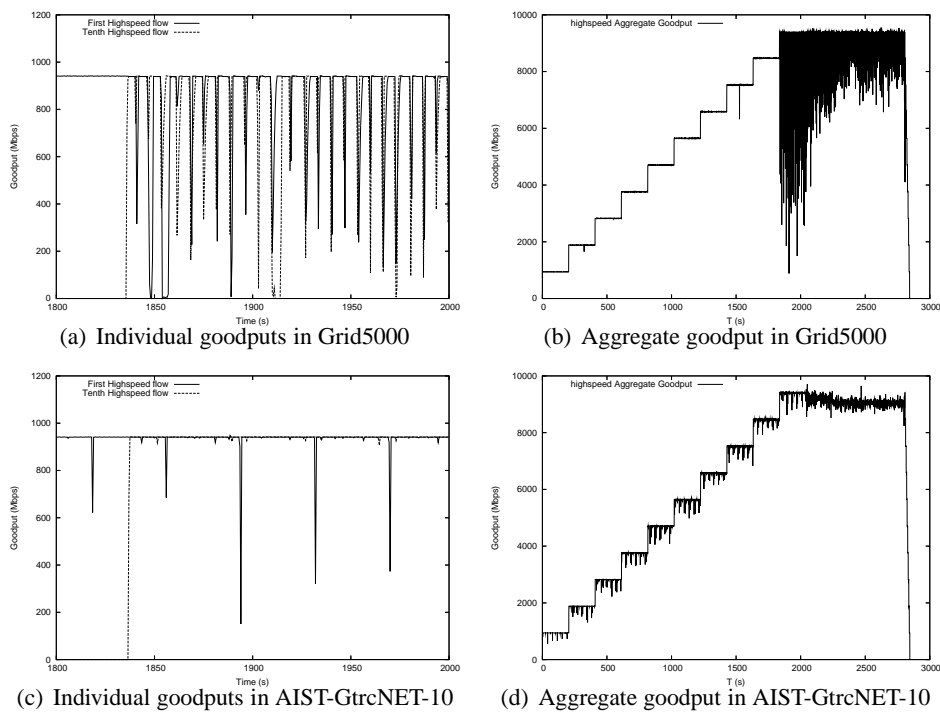 First Highspeed flow
Tenth Highspeed flow
1200
1000
800
600
400
200
0
Goodput (Mbps)
1800
1850
1900
1950
2000
Time (s)
(a) Individual goodputs in Grid5000
highspeed Aggregate Goodput
10000
8000
6000
4000
2000
0
Goodput (Mbps)
0
500
1000
1500
2000
2500
3000
T (s)
(b) Aggregate goodput in Grid5000
First Highspeed flow
Tenth Highspeed flow
1200
1000
800
600
400
200
0
Goodput (Mbps)
1800
1850
1900
1950
2000
Time (s)
(c) Individual goodputs in AIST-GtrcNET-10
highspeed Aggregate Goodput
10000
8000
6000
4000
2000
0
Goodput (Mbps)
0
500
1000
1500
2000
2500
3000
T (s)
(d) Aggregate goodput in AIST-GtrcNET-10